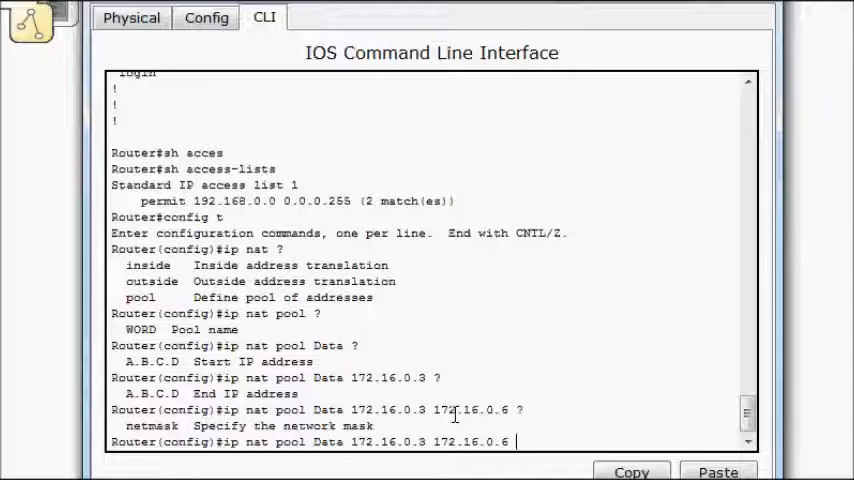 Physical Config CLI
IOS Command Line Interface
login
!
!
!
Router#sh acces
Router#sh access-lists
Standard IP access list 1
permit 192.168.0.0 0.0.0.255 (2 match(es))
Router#config t
Enter configuration commands, one per line.  End with CNTL/Z.
Router(config)#ip nat ?
inside   Inside address translation
outside  Outside address translation
pool     Define pool of addresses
Router(config)#ip nat pool ?
WORD  Pool name
Router(config)#ip nat pool Data ?
A.B.C.D  Start IP address
Router(config)#ip nat pool Data 172.16.0.3 ?
A.B.C.D  End IP address
Router(config)#ip nat pool Data 172.16.0.3 172.16.0.6 ?
netmask  Specify the network mask
Router(config)#ip nat pool Data 172.16.0.3 172.16.0.6
Copy Paste